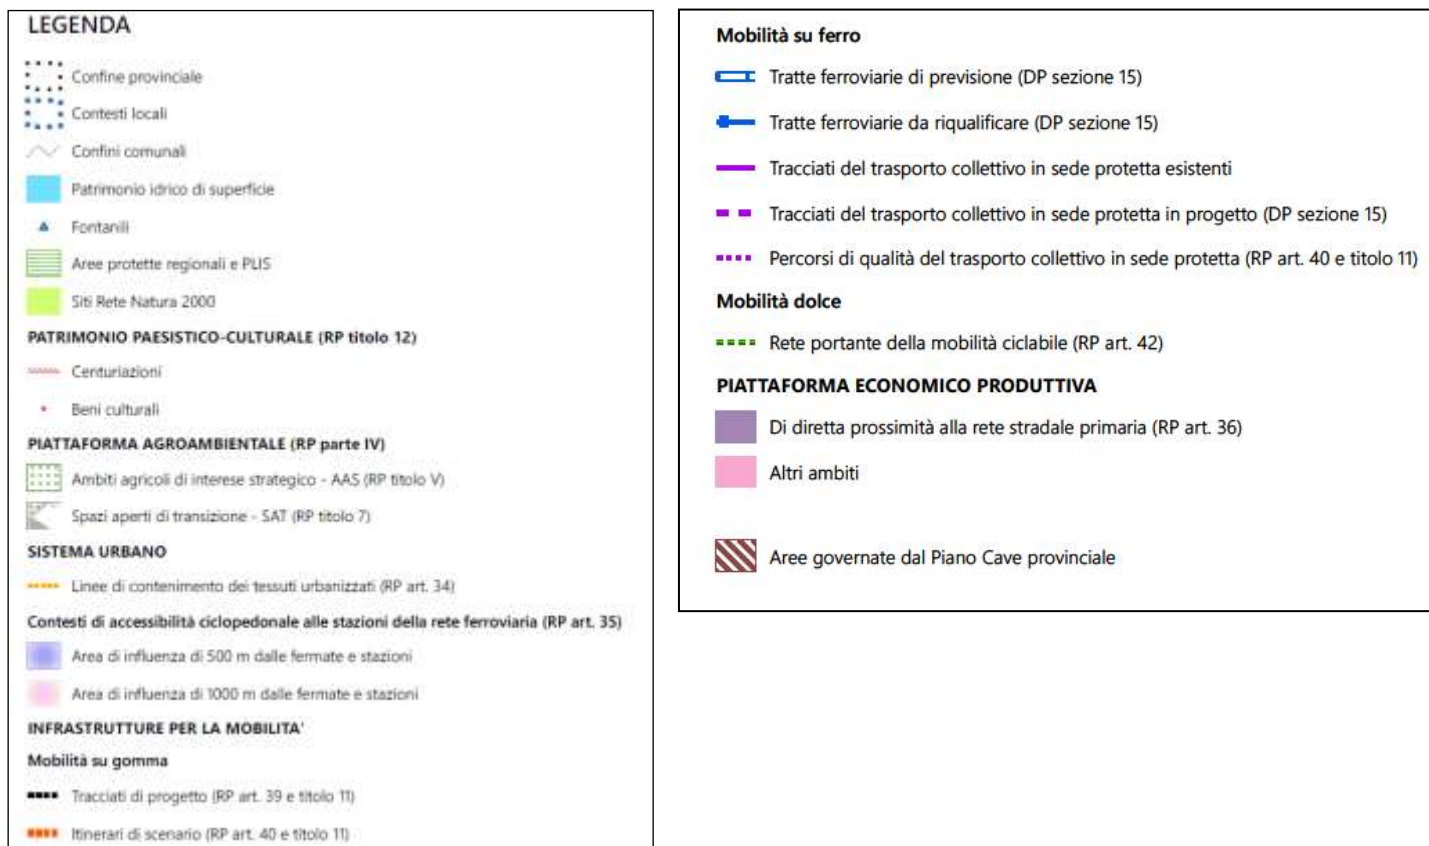 LEGENDA
Confine provinciale
Contesti locali
Confini comunali
Patrimonio idrico di superficie
Fontanili
Aree protette regionali e PLIS
Siti Rete Natura 2000
PATRIMONIO PAESISTICO-CULTURALE (RP titolo 12)
Centuriazioni
Beni culturali
PIATTAFORMA AGROAMBIENTALE (RP parte IV)
Ambiti agricoli di interese strategico - AAS (RP titolo V)
Spazi aperti di transizione - SAT (RP titolo 7)
SISTEMA URBANO
Linee di contenimento dei tessuti urbanizzati (RP art. 34)
Contesti di accessibilità ciclopedonale alle stazioni della rete ferroviaria (RP art. 35)
Area di influenza di 500 m dalle fermate e stazioni
Area di influenza di 1000 m dalle fermate e stazioni
INFRASTRUTTURE PER LA MOBILITA'
Mobilità su gomma
Tracciati di progetto (RP art. 39 e titolo 11)
Itinerari di scenario (RP art. 40 e titolo 11)
Mobilità su ferro
Tratte ferroviarie di previsione (DP sezione 15)
Tratte ferroviarie da riqualificare (DP sezione 15)
Tracciati del trasporto collettivo in sede protetta esistenti
Tracciati del trasporto collettivo in sede protetta in progetto (DP sezione 15)
Percorsi di qualità del trasporto collettivo in sede protetta (RP art. 40 e titolo 11)
Mobilità dolce
Rete portante della mobilità ciclabile (RP art. 42)
PIATTAFORMA ECONOMICO PRODUTTIVA
Di diretta prossimità alla rete stradale primaria (RP art. 36)
Altri ambiti
Aree governate dal Piano Cave provinciale